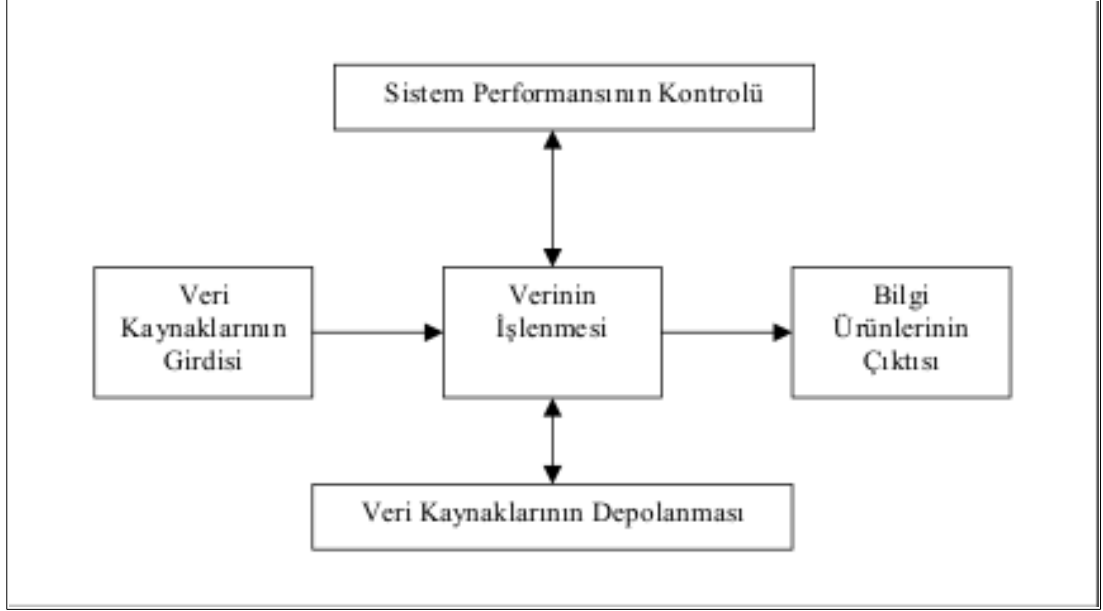 Sistem Performansının Kontrolü
Veri
Kaynaklarının
Girdisi
Verinin
İşlenmesi
Bilgi
Ürünlerinin
Çıktısı
Veri Kaynaklarının Depolanması